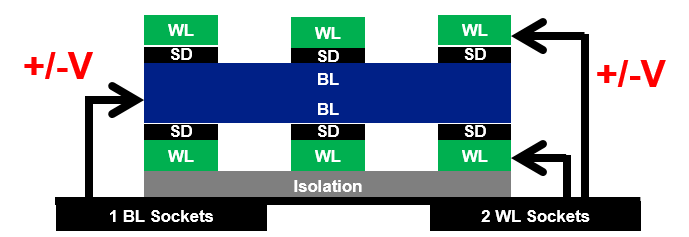 WL WL WL
SD SD SD
+/-V
BL
+/-V
BL
SD SD SD
WL WL WL
Isolation
1 BL Sockets
2 WL Sockets